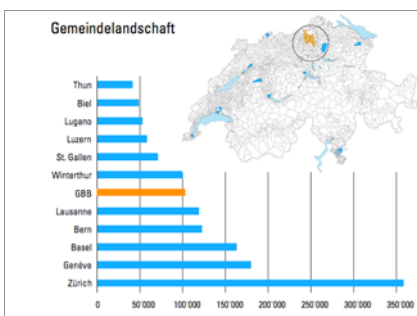 Gemeindelandschaft
Thun
Biel
Lugano
Luzern
St. Gallen
Winterthur
GBB
Lausanne
Bern
Basel
Genève
Zürich
0 50'000 100'000 150'000 200'000 250'000 300'000 350'000